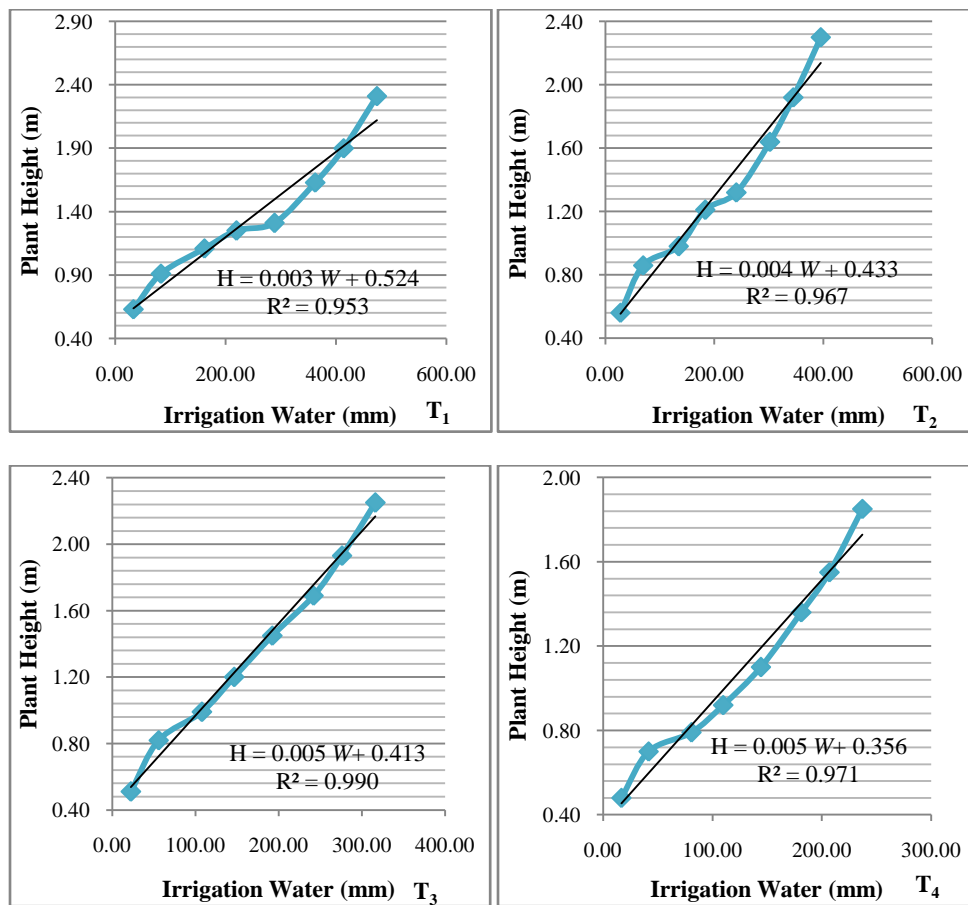 2.90
2.40
1.90
1.40
0.90
0.40
Plant Height (m)
H = 0.003 W + 0.524
R² = 0.953
0.00 200.00 400.00 600.00
Irrigation Water (mm) T₁
2.40
2.00
1.60
1.20
0.80
0.40
Plant Height (m)
H = 0.004 W + 0.433
R² = 0.967
0.00 200.00 400.00 600.00
Irrigation Water (mm) T₂
2.40
2.00
1.60
1.20
0.80
0.40
Plant Height (m)
H = 0.005 W + 0.413
R² = 0.990
0.00 100.00 200.00 300.00 400.00
Irrigation Water (mm) T₃
2.00
1.60
1.20
0.80
0.40
Plant Height (m)
H = 0.005 W+ 0.356
R² = 0.971
0.00 100.00 200.00 300.00
Irrigation Water (mm) T₄